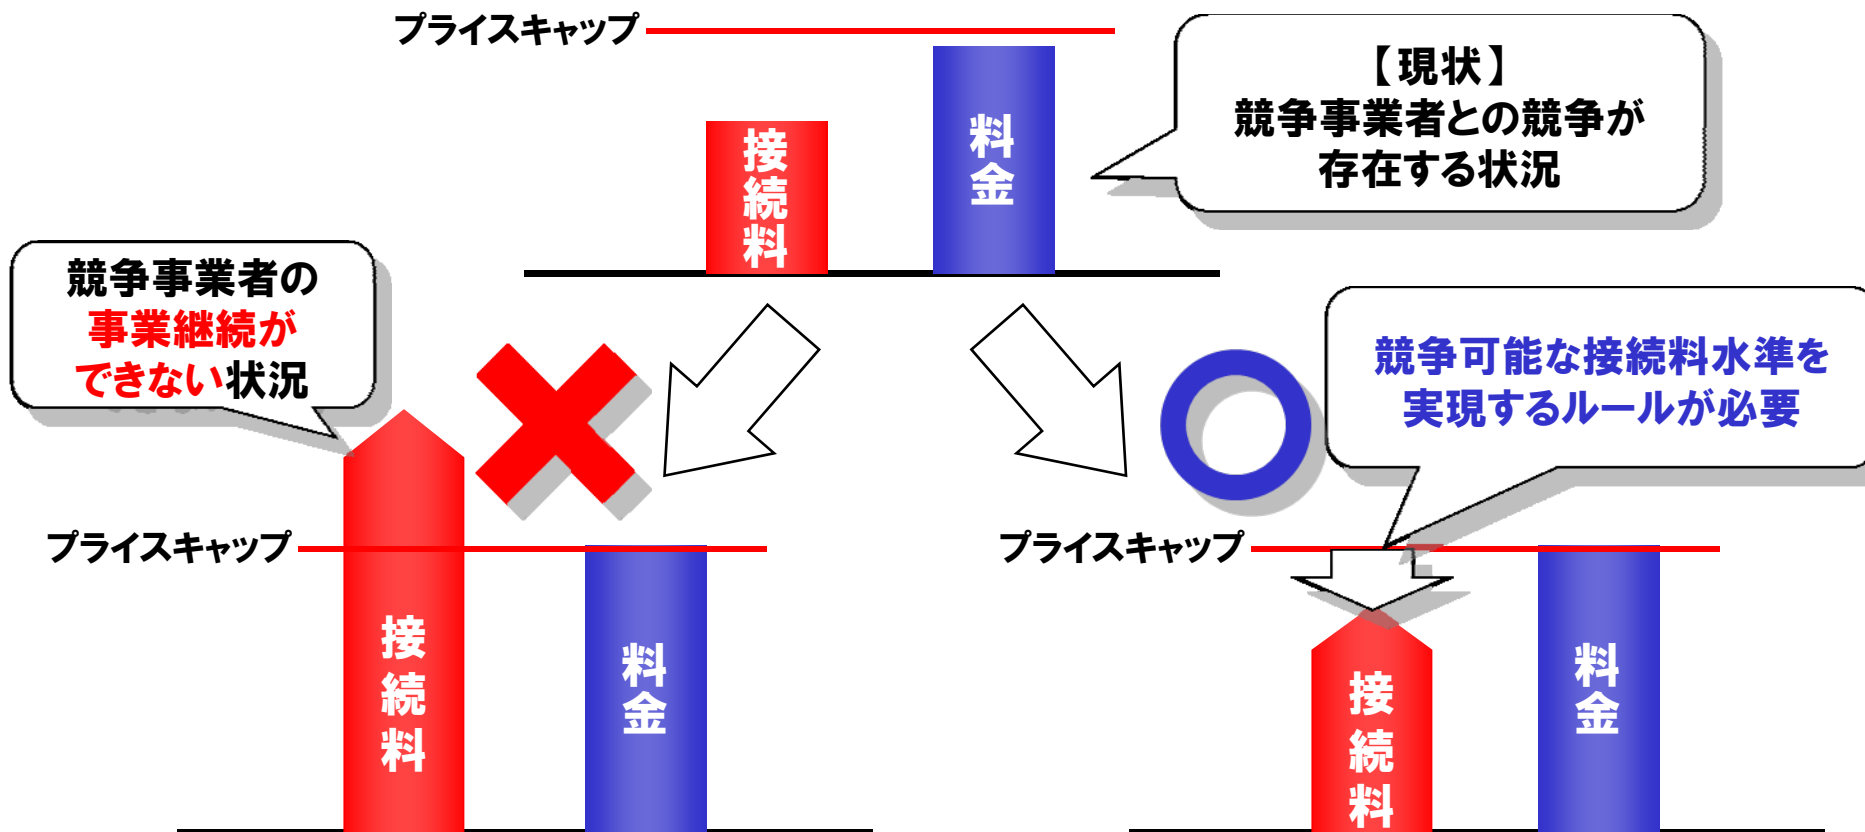 プライスキャップ
【現状】
競争事業者との競争が
存在する状況
接続料
料金
競争事業者の
事業継続が
できない状況
競争可能な接続料水準を
実現するルールが必要
プライスキャップ
接続料
料金
プライスキャップ
接続料
料金